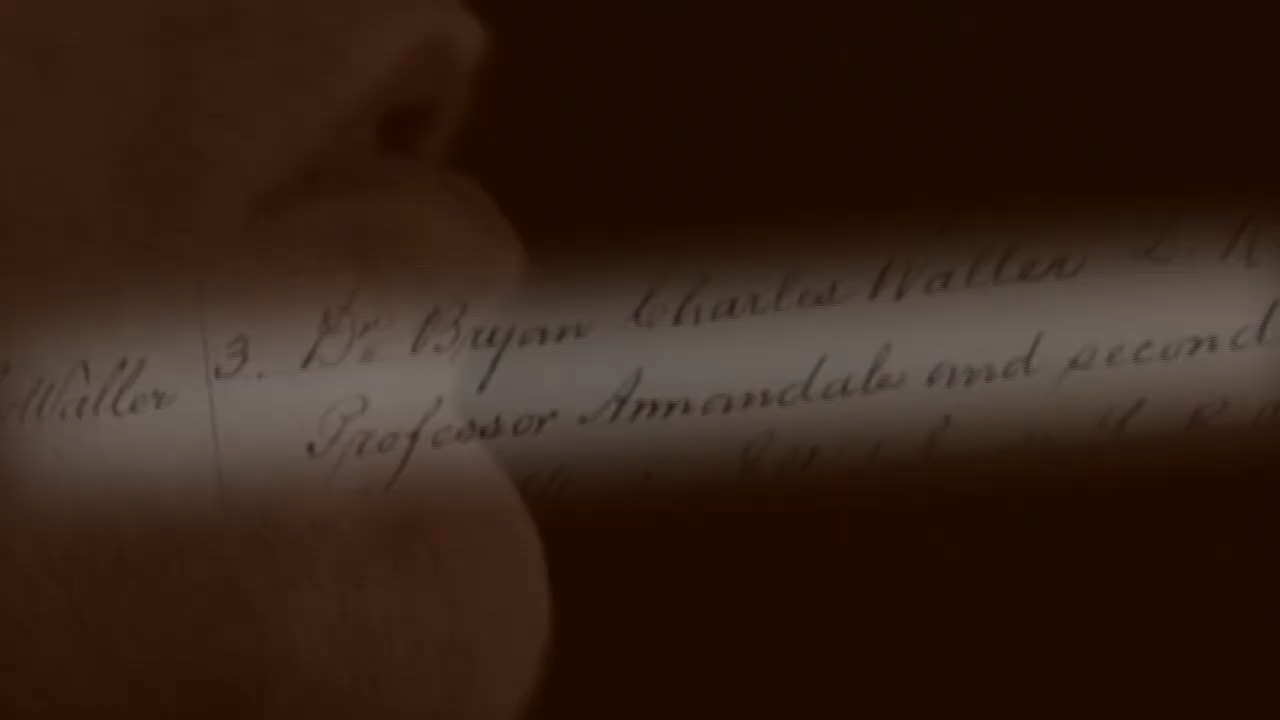 Waller 3. Dr. Bryan Charles Waller L. R
Professor Annandale and second